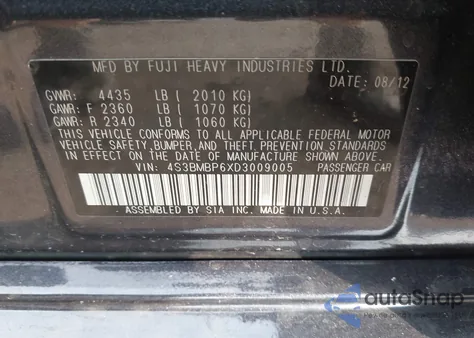 MFD BY FUJI HEAVY INDUSTRIES LTD.
DATE: 08/12
GVWR: 4435 LB ( 2010 KG)
GAWR: F 2360 LB ( 1070 KG)
GAWR: R 2340 LB ( 1060 KG)
THIS VEHICLE CONFORMS TO ALL APPLICABLE FEDERAL MOTOR
VEHICLE SAFETY, BUMPER, AND THEFT PREVENTION STANDARDS
IN EFFECT ON THE DATE OF MANUFACTURE SHOWN ABOVE.
VIN: 4S3BMBP6XD3009005 PASSENGER CAR
ASSEMBLED BY SIA INC. MADE IN U.S.A.
autoSnap